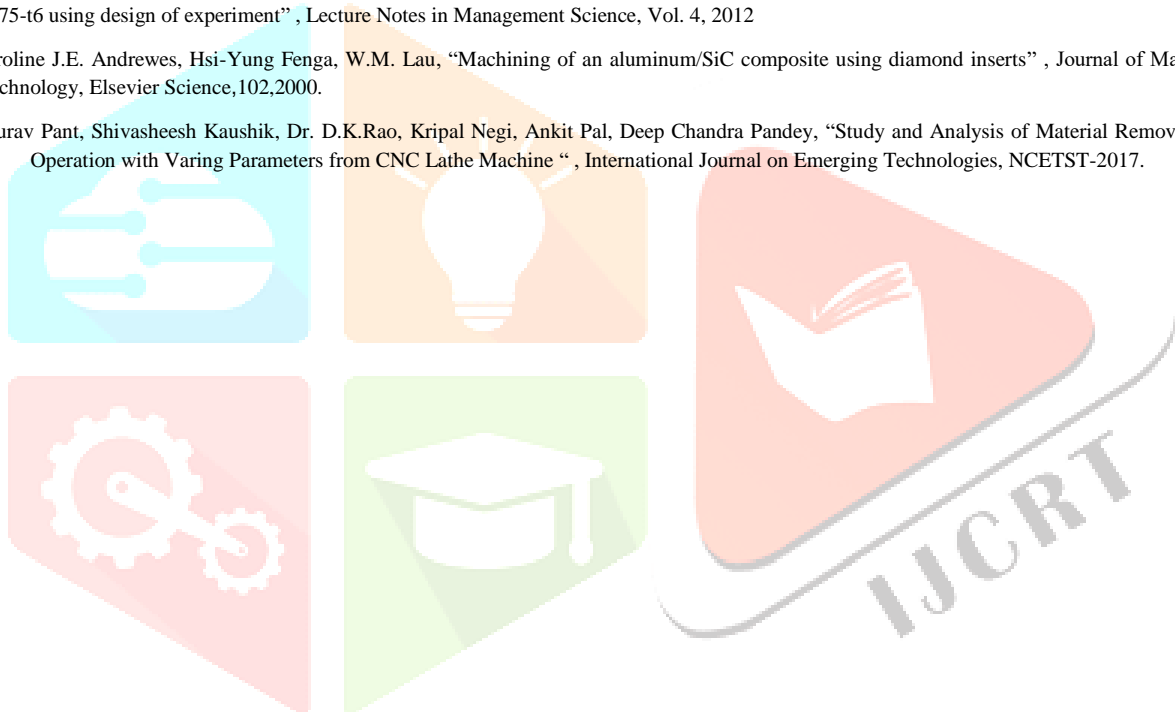 75-t6 using design of experiment” , Lecture Notes in Management Science, Vol. 4, 2012
roline J.E. Andrewes, Hsi-Yung Fenga, W.M. Lau, “Machining of an aluminum/SiC composite using diamond inserts” , Journal of Ma
chnology, Elsevier Science,102,2000.
urav Pant, Shivasheesh Kaushik, Dr. D.K.Rao, Kripal Negi, Ankit Pal, Deep Chandra Pandey, “Study and Analysis of Material Remov
Operation with Varing Parameters from CNC Lathe Machine “ , International Journal on Emerging Technologies, NCETST-2017.
IJCRT